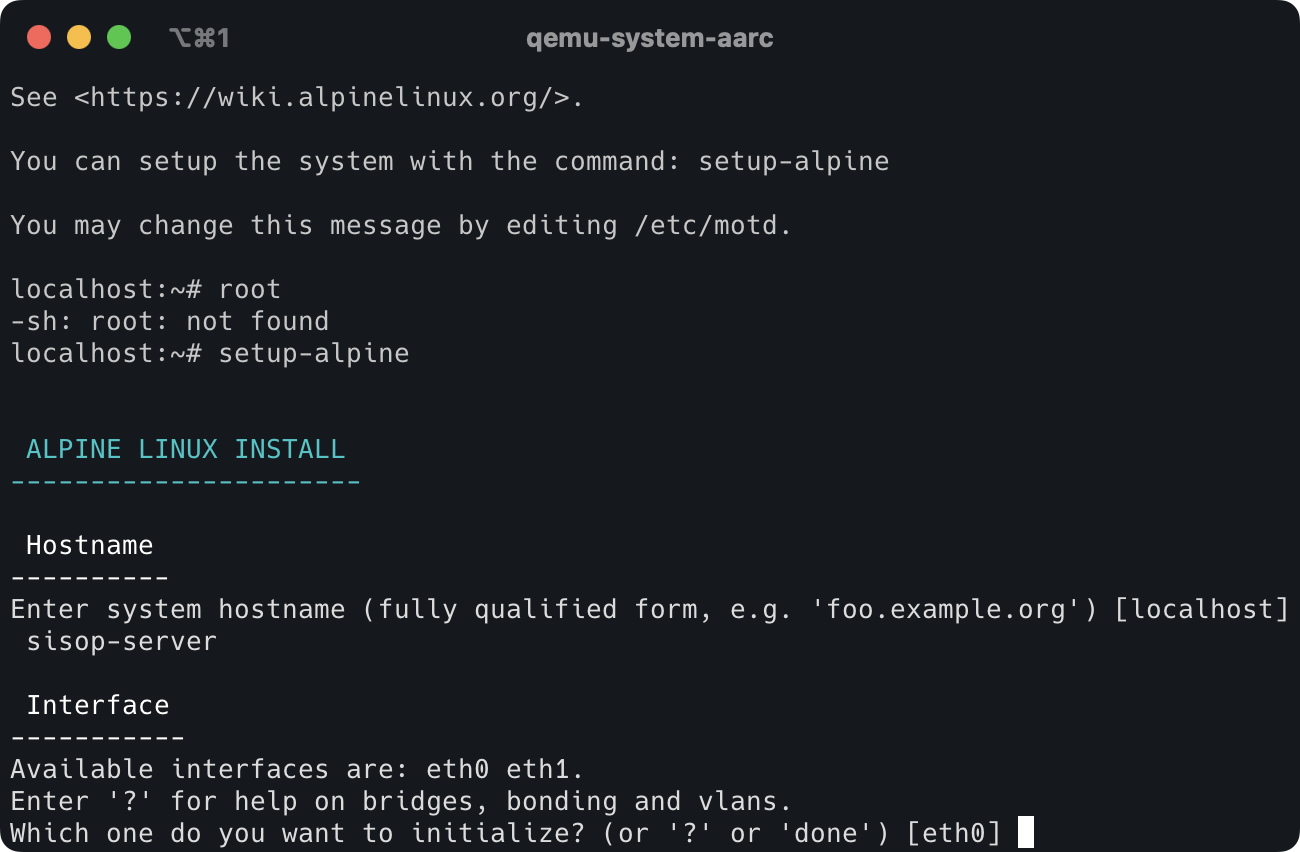 ⌥⌘1
qemu-system-aarc
See <https://wiki.alpinelinux.org/>.
You can setup the system with the command: setup-alpine
You may change this message by editing /etc/motd.
localhost:~# root
-sh: root: not found
localhost:~# setup-alpine
ALPINE LINUX INSTALL
----------------------
Hostname
----------
Enter system hostname (fully qualified form, e.g. 'foo.example.org') [localhost]
sisop-server
Interface
-----------
Available interfaces are: eth0 eth1.
Enter '?' for help on bridges, bonding and vlans.
Which one do you want to initialize? (or '?' or 'done') [eth0]